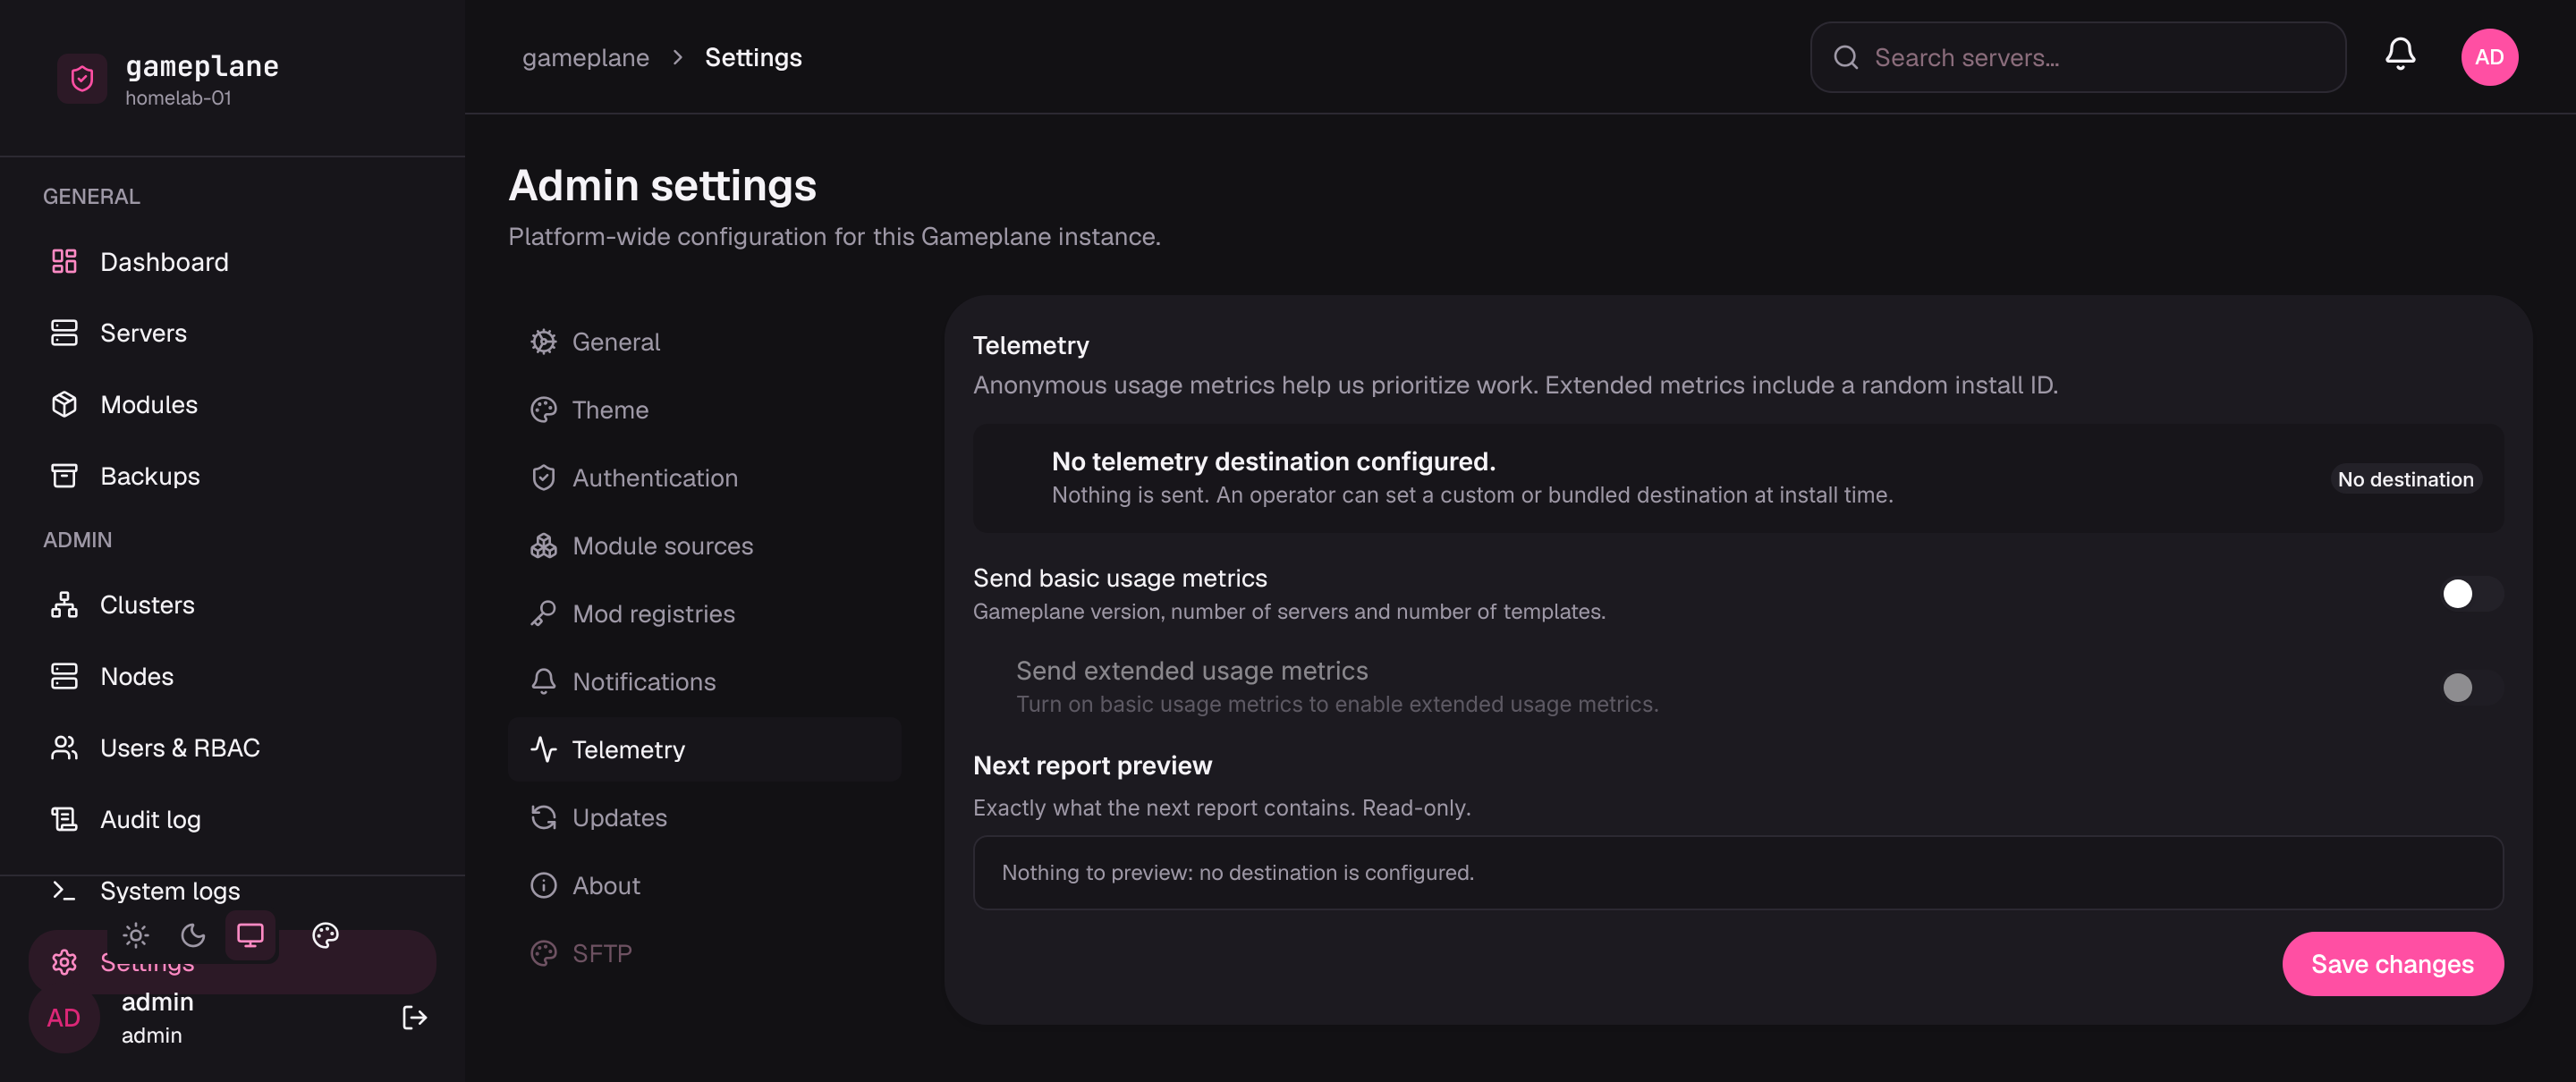 gameplane
homelab-01
GENERAL
Dashboard
Servers
Modules
Backups
ADMIN
Clusters
Nodes
Users & RBAC
Audit log
System logs
Settings
AD
admin
admin
gameplane > Settings
Search servers...
AD
Admin settings
Platform-wide configuration for this Gameplane instance.
General
Theme
Authentication
Module sources
Mod registries
Notifications
Telemetry
Updates
About
SFTP
Telemetry
Anonymous usage metrics help us prioritize work. Extended metrics include a random install ID.
No telemetry destination configured.
Nothing is sent. An operator can set a custom or bundled destination at install time.
No destination
Send basic usage metrics
Gameplane version, number of servers and number of templates.
Send extended usage metrics
Turn on basic usage metrics to enable extended usage metrics.
Next report preview
Exactly what the next report contains. Read-only.
Nothing to preview: no destination is configured.
Save changes